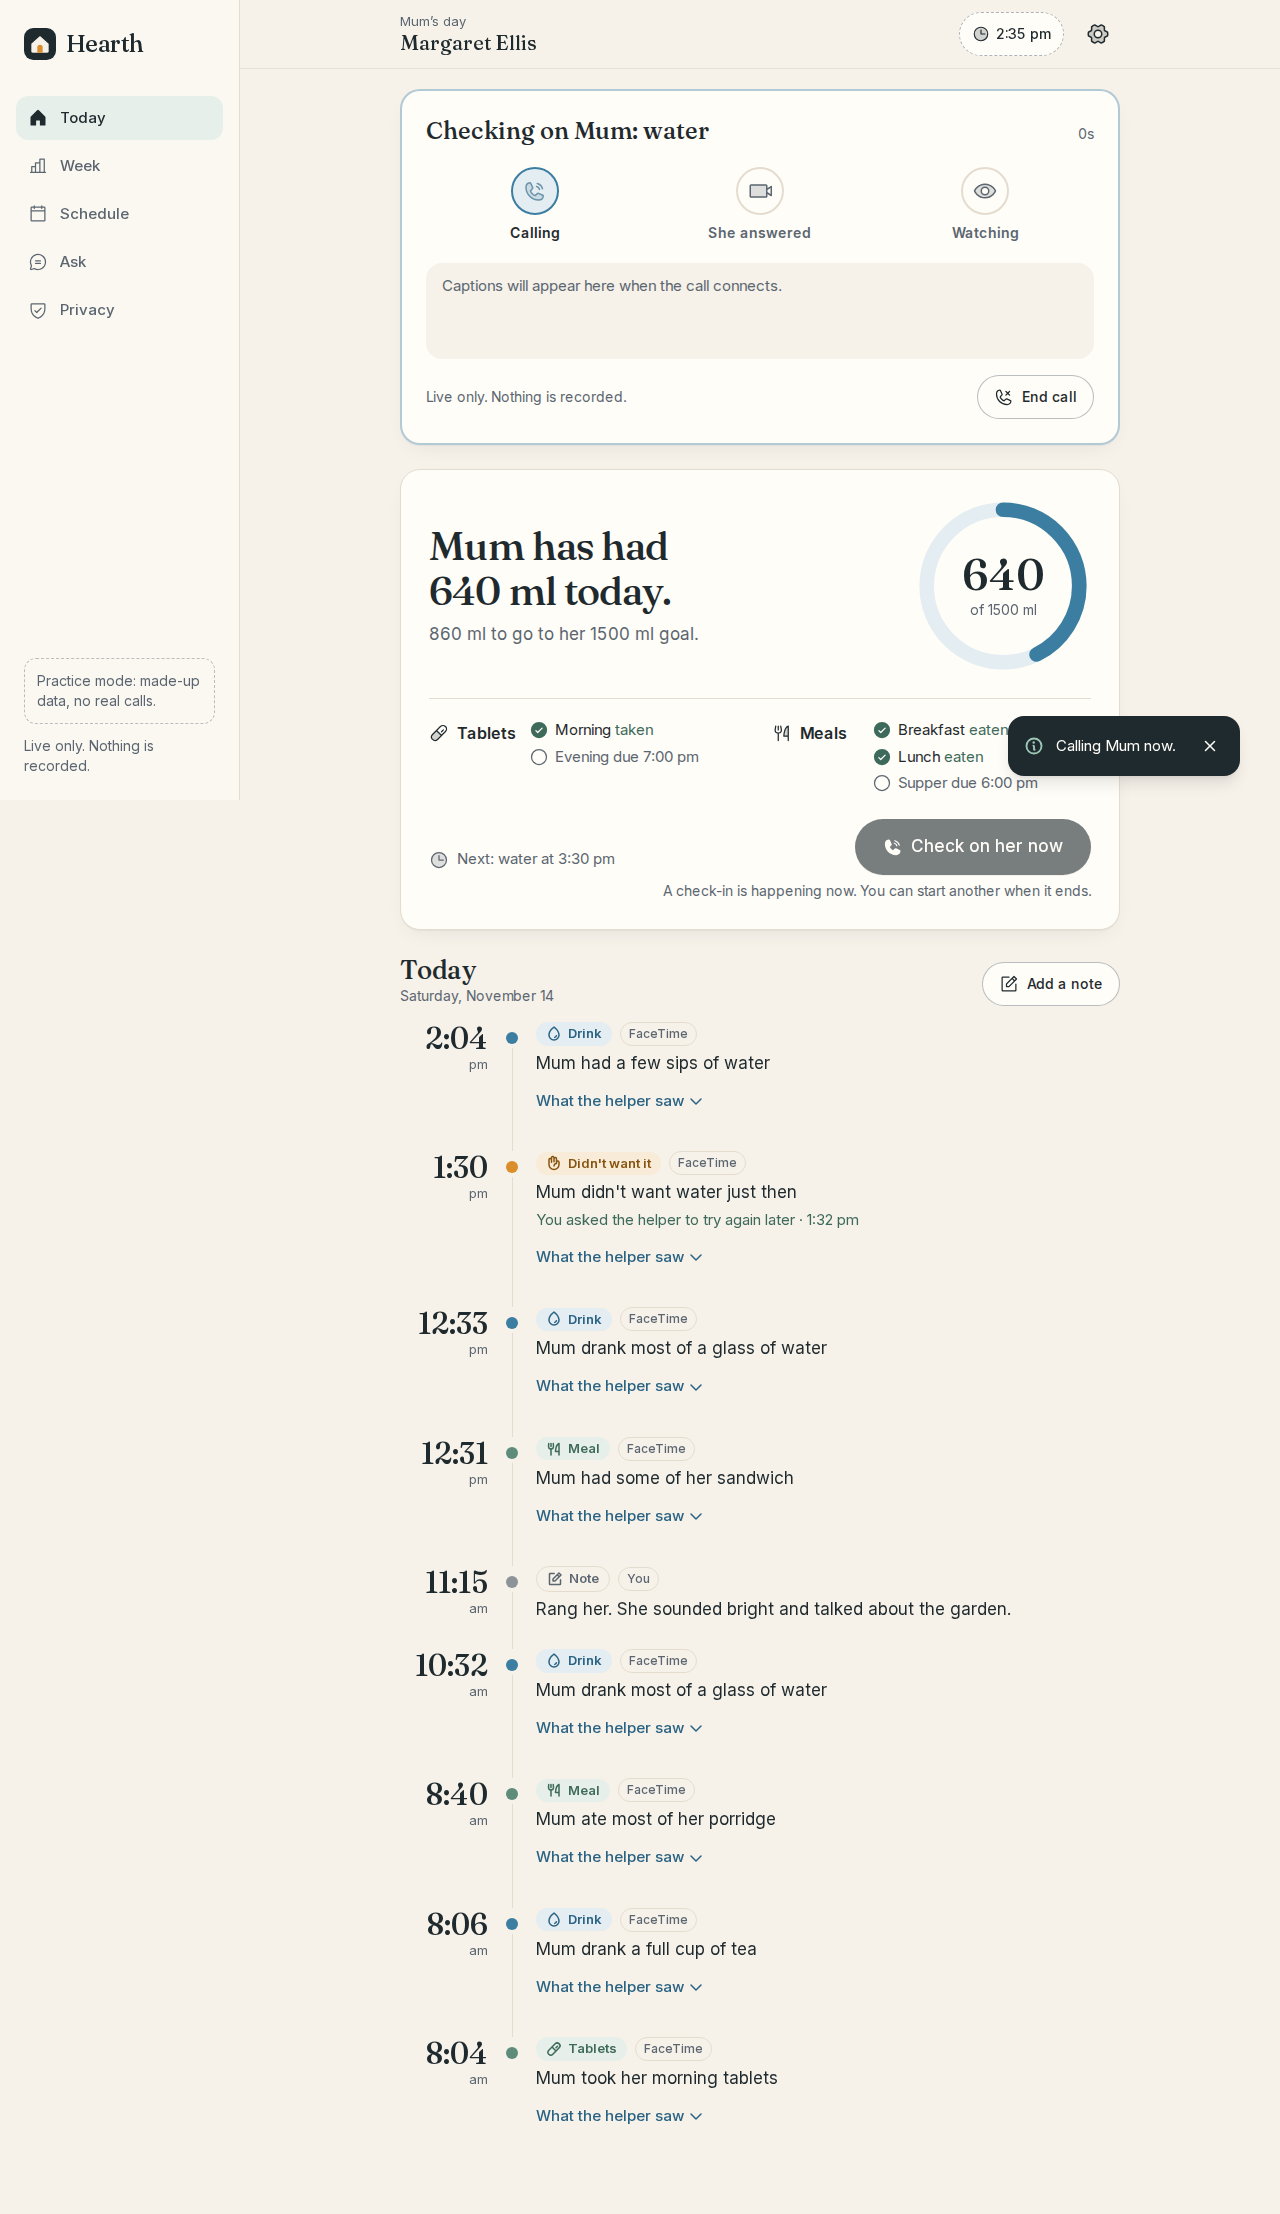 Hearth
Today
Week
Schedule
Ask
Privacy
Practice mode: made-up
data, no real calls.
Live only. Nothing is
recorded.
Mum's day
Margaret Ellis
2:35 pm
Checking on Mum: water
0s
Calling
She answered
Watching
Captions will appear here when the call connects.
Live only. Nothing is recorded.
End call
Mum has had
640 ml today.
860 ml to go to her 1500 ml goal.
640
of 1500 ml
Tablets
Morning taken
Evening due 7:00 pm
Meals
Breakfast eaten
Lunch eaten
Supper due 6:00 pm
Calling Mum now.
Next: water at 3:30 pm
Check on her now
A check-in is happening now. You can start another when it ends.
Today
Saturday, November 14
Add a note
2:04
pm
Drink
FaceTime
Mum had a few sips of water
What the helper saw
1:30
pm
Didn't want it
FaceTime
Mum didn't want water just then
You asked the helper to try again later · 1:32 pm
What the helper saw
12:33
pm
Drink
FaceTime
Mum drank most of a glass of water
What the helper saw
12:31
pm
Meal
FaceTime
Mum had some of her sandwich
What the helper saw
11:15
am
Note
You
Rang her. She sounded bright and talked about the garden.
10:32
am
Drink
FaceTime
Mum drank most of a glass of water
What the helper saw
8:40
am
Meal
FaceTime
Mum ate most of her porridge
What the helper saw
8:06
am
Drink
FaceTime
Mum drank a full cup of tea
What the helper saw
8:04
am
Tablets
FaceTime
Mum took her morning tablets
What the helper saw